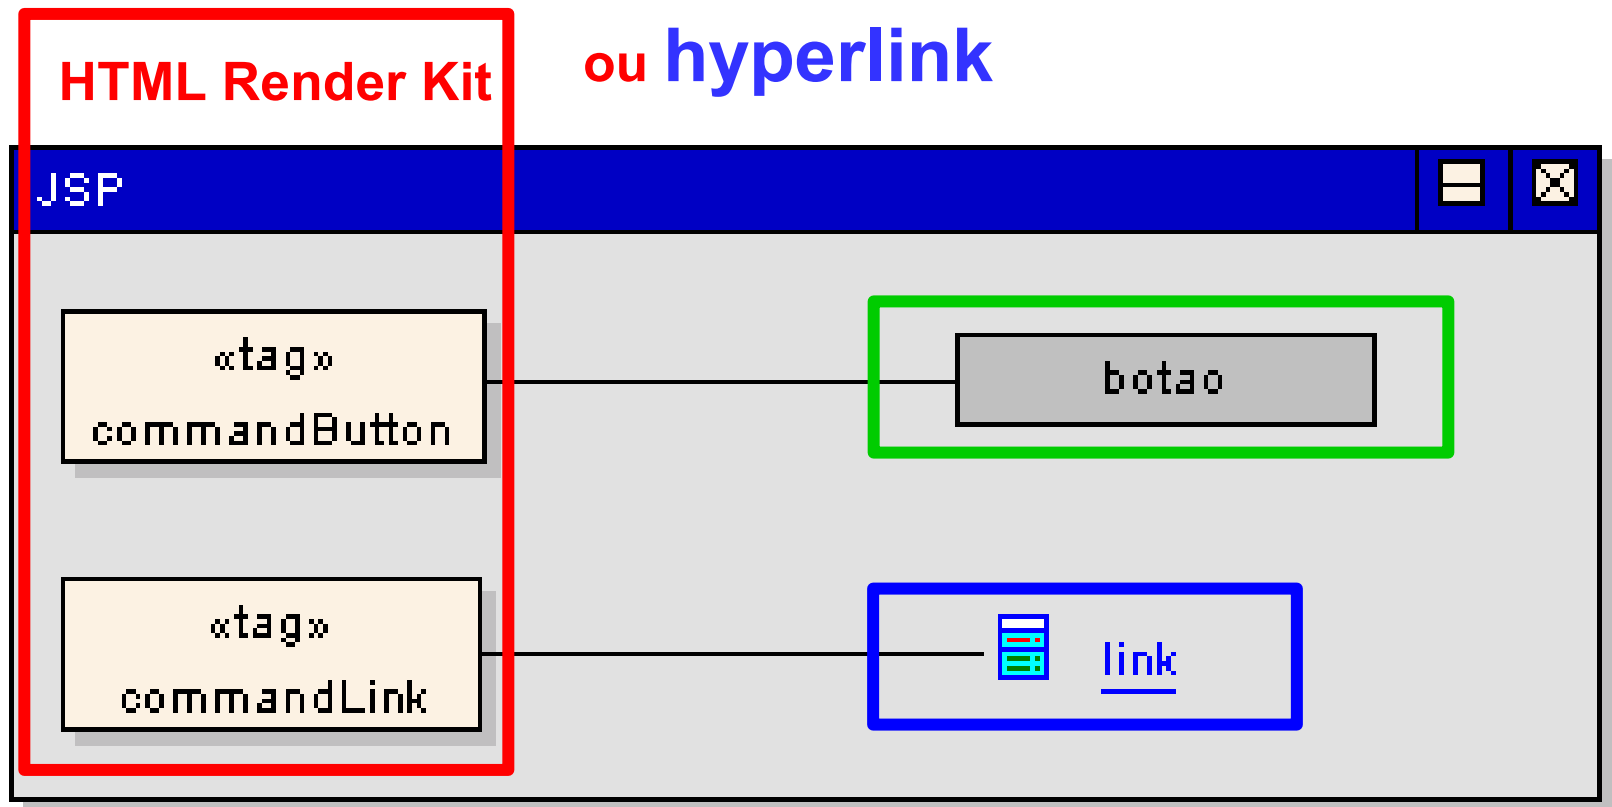 HTML Render Kit
ou hyperlink
JSP
«tag»
commandButton
botao
«tag»
commandLink
link